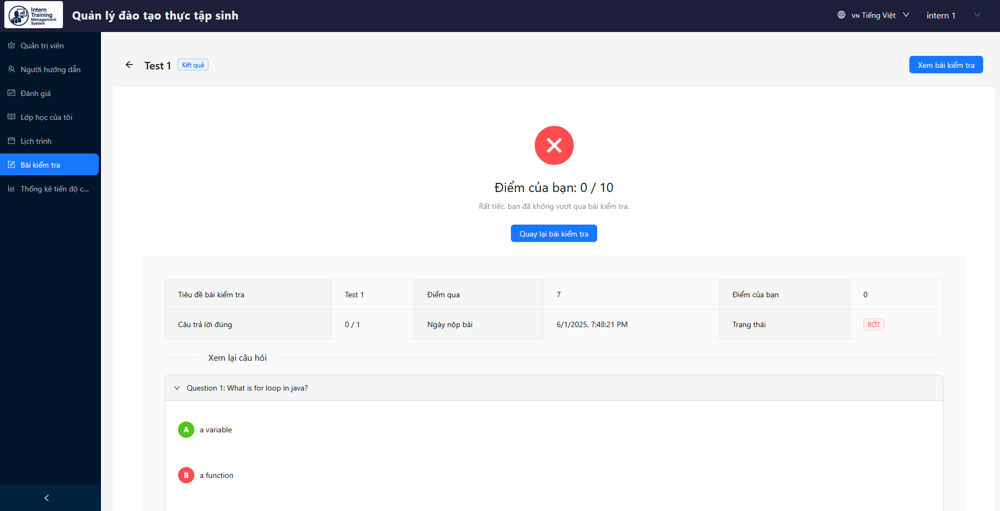 Intern
Training
Management
System
Quản lý đào tạo thực tập sinh
VN Tiếng Việt
intern 1
Quản trị viên
Người hướng dẫn
Đánh giá
Lớp học của tôi
Lịch trình
Bài kiểm tra
Thống kê tiến độ c...
Test 1
Kết quả
Xem bài kiểm tra
Điểm của bạn: 0 / 10
Rất tiếc, bạn đã không vượt qua bài kiểm tra.
Quay lại bài kiểm tra
Tiêu đề bài kiểm tra Test 1 Điểm qua 7 Điểm của bạn 0
Câu trả lời đúng 0 / 1 Ngày nộp bài 6/1/2025, 7:48:21 PM Trạng thái RỚT
Xem lại câu hỏi
Question 1: What is for loop in java?
A a variable
B a function